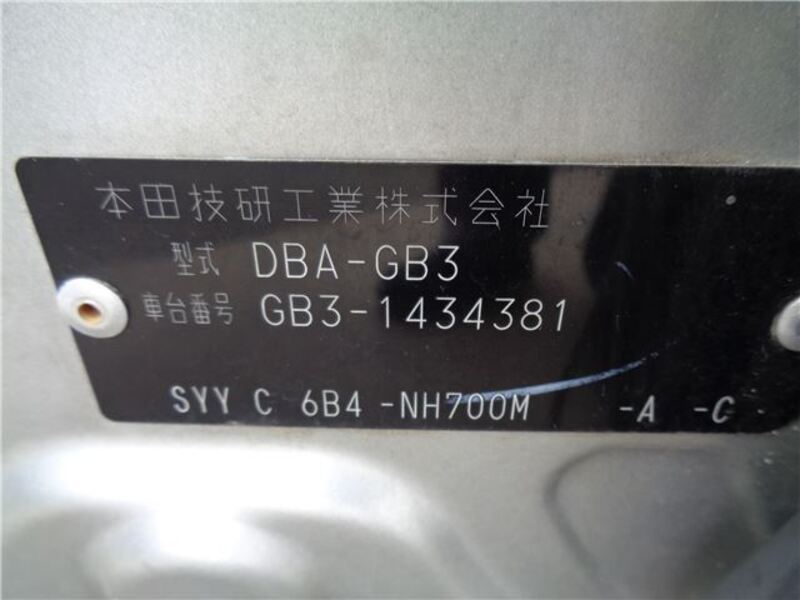 本田技研工業株式会社
型式 DBA-GB3
車台番号 GB3-1434381
SYY C 6B4 -NH700M -A -C